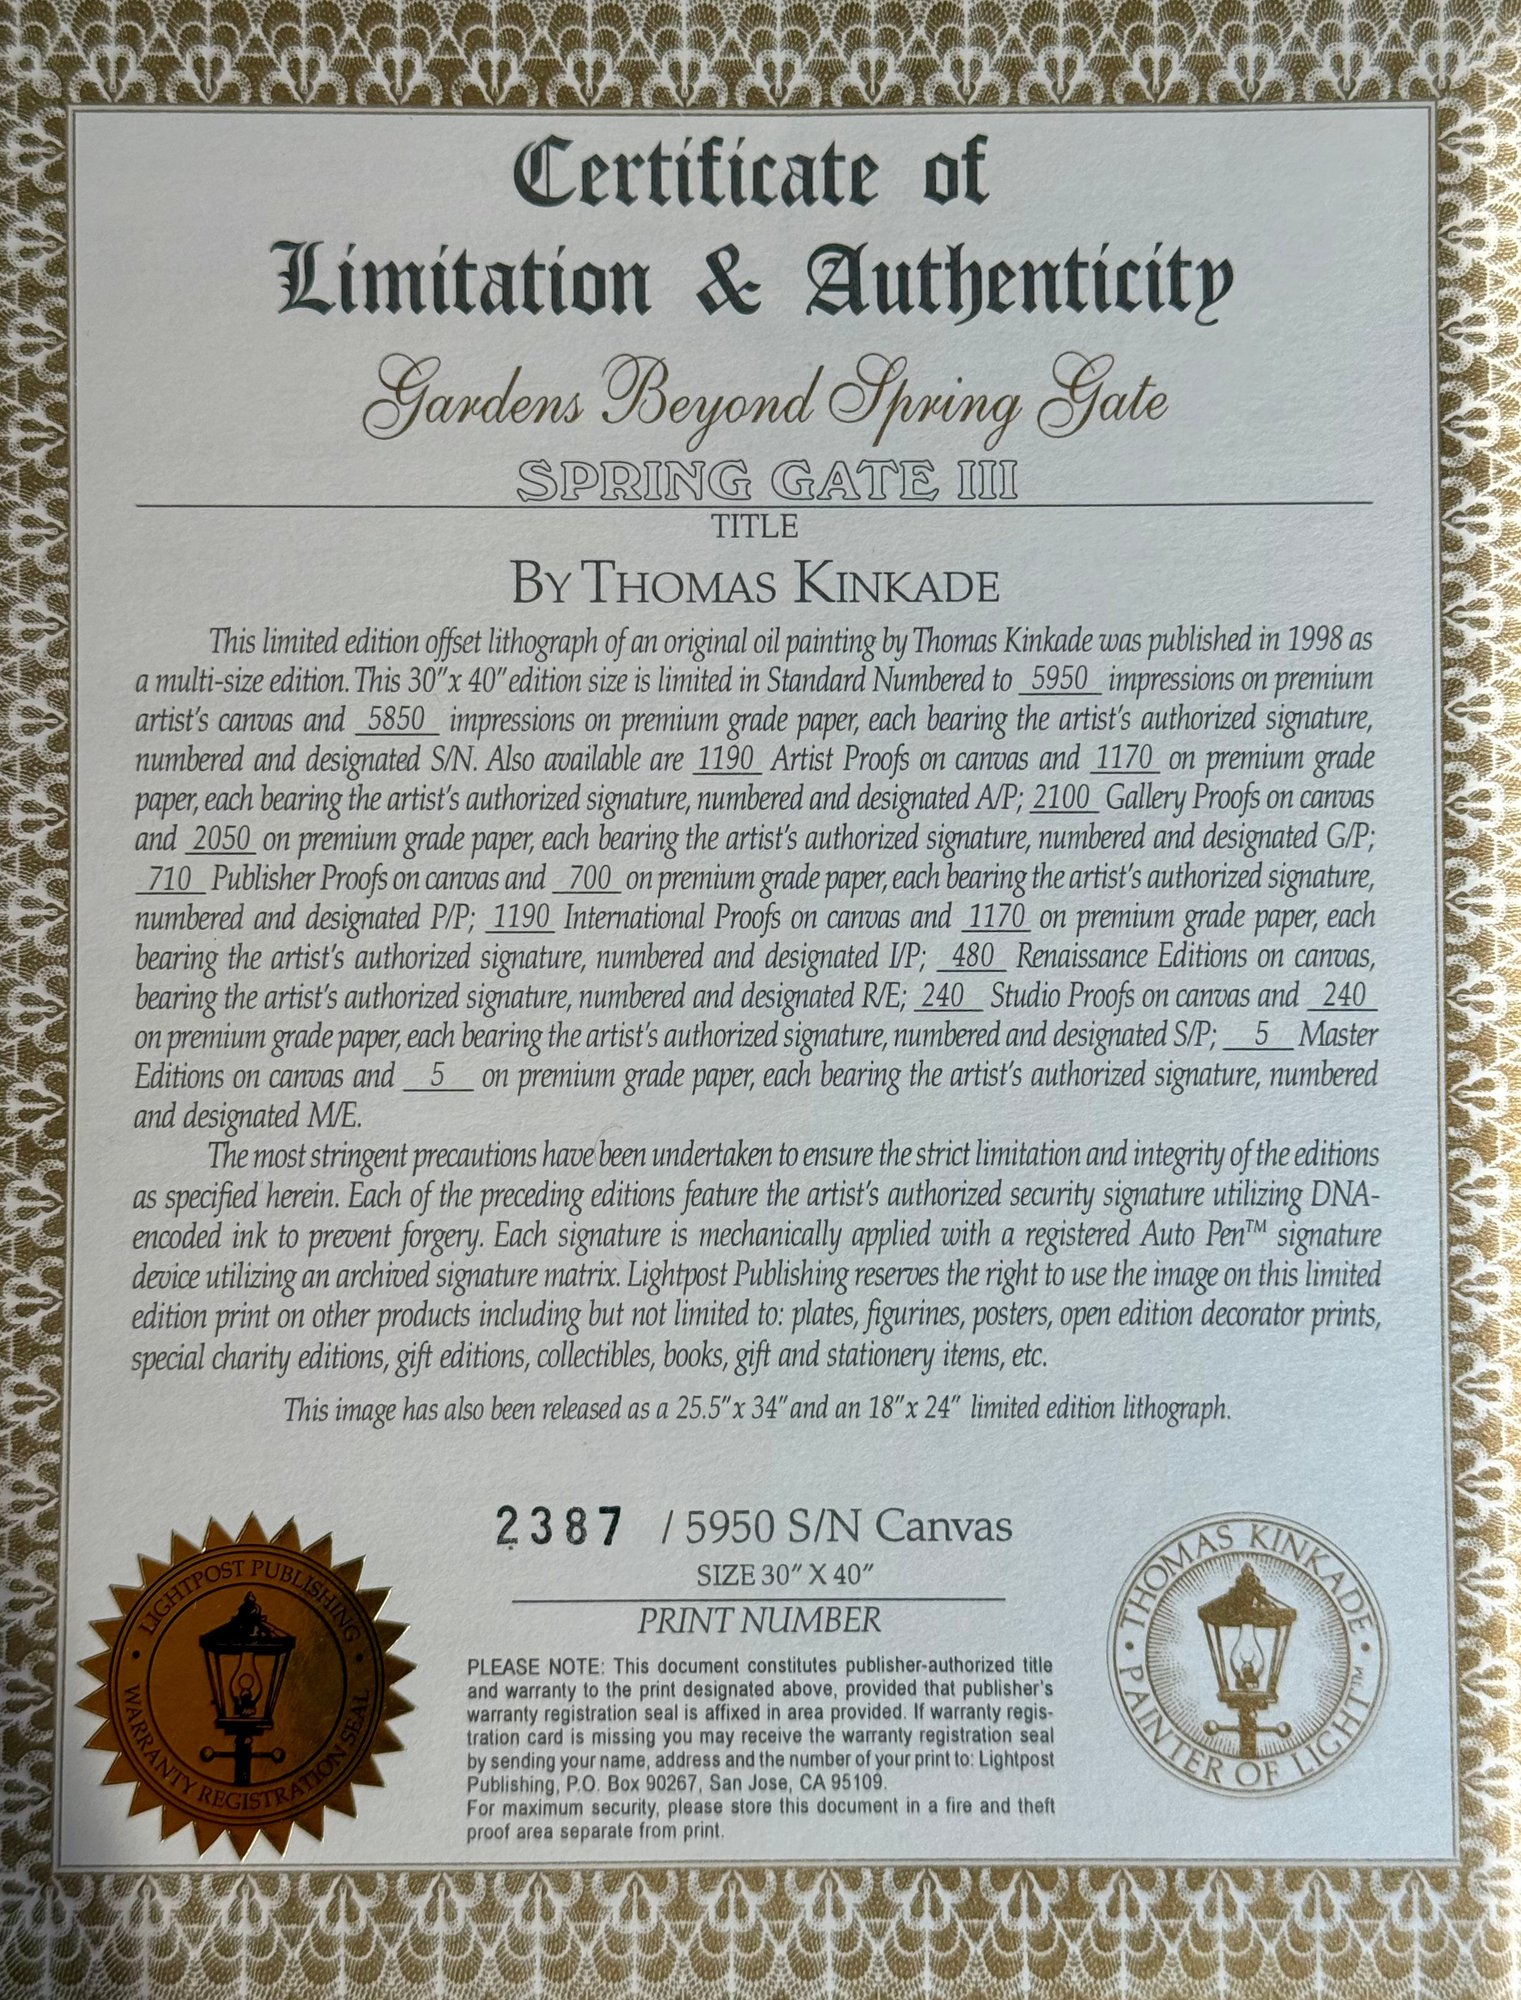 Certificate of
Limitation & Authenticity
Gardens Beyond Spring Gate
SPRING GATE III
TITLE
BY THOMAS KINKADE
This limited edition offset lithograph of an original oil painting by Thomas Kinkade was published in 1998 as
a multi-size edition. This 30"x 40" edition size is limited in Standard Numbered to 5950 impressions on premium
artist's canvas and 5850 impressions on premium grade paper, each bearing the artist's authorized signature,
numbered and designated S/N. Also available are 1190 Artist Proofs on canvas and 1170 on premium grade
paper, each bearing the artist's authorized signature, numbered and designated A/P; 2100 Gallery Proofs on canvas
and 2050 on premium grade paper, each bearing the artist's authorized signature, numbered and designated G/P;
710 Publisher Proofs on canvas and 700 on premium grade paper, each bearing the artist's authorized signature,
numbered and designated P/P; 1190 International Proofs on canvas and 1170 on premium grade paper, each
bearing the artist's authorized signature, numbered and designated I/P; 480 Renaissance Editions on canvas,
bearing the artist's authorized signature, numbered and designated R/E; 240 Studio Proofs on canvas and 240
on premium grade paper, each bearing the artist's authorized signature, numbered and designated S/P; 5 Master
Editions on canvas and 5 on premium grade paper, each bearing the artist's authorized signature, numbered
and designated M/E.
The most stringent precautions have been undertaken to ensure the strict limitation and integrity of the editions
as specified herein. Each of the preceding editions feature the artist's authorized security signature utilizing DNA-
encoded ink to prevent forgery. Each signature is mechanically applied with a registered Auto Pen™ signature
device utilizing an archived signature matrix. Lightpost Publishing reserves the right to use the image on this limited
edition print on other products including but not limited to: plates, figurines, posters, open edition decorator prints,
special charity editions, gift editions, collectibles, books, gift and stationery items, etc.
This image has also been released as a 25.5"x 34" and an 18"x 24" limited edition lithograph.
2387 / 5950 S/N Canvas
SIZE 30" X 40"
PRINT NUMBER
PLEASE NOTE: This document constitutes publisher-authorized title
and warranty to the print designated above, provided that publisher's
warranty registration seal is affixed in area provided. If warranty regis-
tration card is missing you may receive the warranty registration seal
by sending your name, address and the number of your print to: Lightpost
Publishing, P.O. Box 90267, San Jose, CA 95109.
For maximum security, please store this document in a fire and theft
proof area separate from print.
LIGHTPOST PUBLISHING
WARRANTY REGISTRATION SEAL
THOMAS KINKADE
PAINTER OF LIGHT™